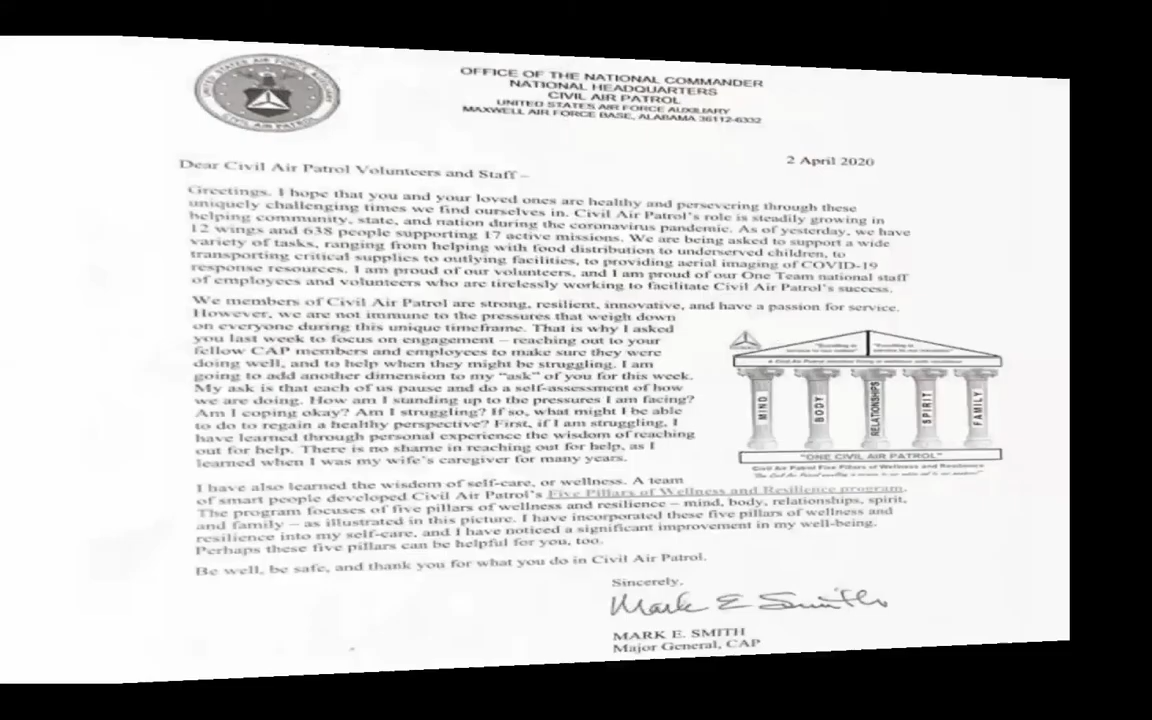 UNITED STATES AIR FORCE AUXILIARY
CIVIL AIR PATROL
OFFICE OF THE NATIONAL COMMANDER
NATIONAL HEADQUARTERS
CIVIL AIR PATROL
UNITED STATES AIR FORCE AUXILIARY
MAXWELL AIR FORCE BASE, ALABAMA 36112-6332
2 April 2020
Dear Civil Air Patrol Volunteers and Staff –
Greetings. I hope that you and your loved ones are healthy and persevering through these
uniquely challenging times we find ourselves in. Civil Air Patrol's role is steadily growing in
helping community, state, and nation during the coronavirus pandemic. As of yesterday, we have
12 wings and 638 people supporting 17 active missions. We are being asked to support a wide
variety of tasks, ranging from helping with food distribution to underserved children, to
transporting critical supplies to outlying facilities, to providing aerial imaging of COVID-19
response resources. I am proud of our volunteers, and I am proud of our One Team national staff
of employees and volunteers who are tirelessly working to facilitate Civil Air Patrol's success.
We members of Civil Air Patrol are strong, resilient, innovative, and have a passion for service.
However, we are not immune to the pressures that weigh down
on everyone during this unique timeframe. That is why I asked
you last week to focus on engagement – reaching out to your
fellow CAP members and employees to make sure they were
doing well, and to help when they might be struggling. I am
going to add another dimension to my "ask" of you for this week.
My ask is that each of us pause and do a self-assessment of how
we are doing. How am I standing up to the pressures I am facing?
Am I coping okay? Am I struggling? If so, what might I be able
to do to regain a healthy perspective? First, if I am struggling, I
have learned through personal experience the wisdom of reaching
out for help. There is no shame in reaching out for help, as I
learned when I was my wife's caregiver for many years.
MIND
BODY
RELATIONSHIPS
SPIRIT
FAMILY
"ONE CIVIL AIR PATROL"
Civil Air Patrol Five Pillars of Wellness and Resilience
I have also learned the wisdom of self-care, or wellness. A team
of smart people developed Civil Air Patrol's Five Pillars of Wellness and Resilience program.
The program focuses of five pillars of wellness and resilience – mind, body, relationships, spirit,
and family – as illustrated in this picture. I have incorporated these five pillars of wellness and
resilience into my self-care, and I have noticed a significant improvement in my well-being.
Perhaps these five pillars can be helpful for you, too.
Be well, be safe, and thank you for what you do in Civil Air Patrol.
Sincerely,
Mark E Smith
MARK E. SMITH
Major General, CAP